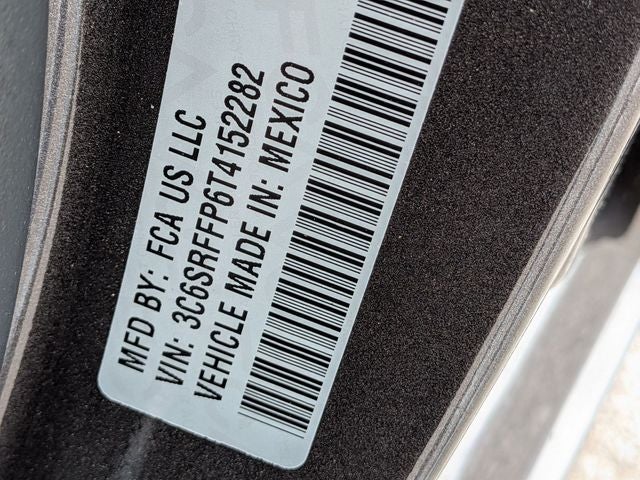 MFD BY: FCA US LLC
VIN: 3C6SRFFP6T4152282
VEHICLE MADE IN: MEXICO